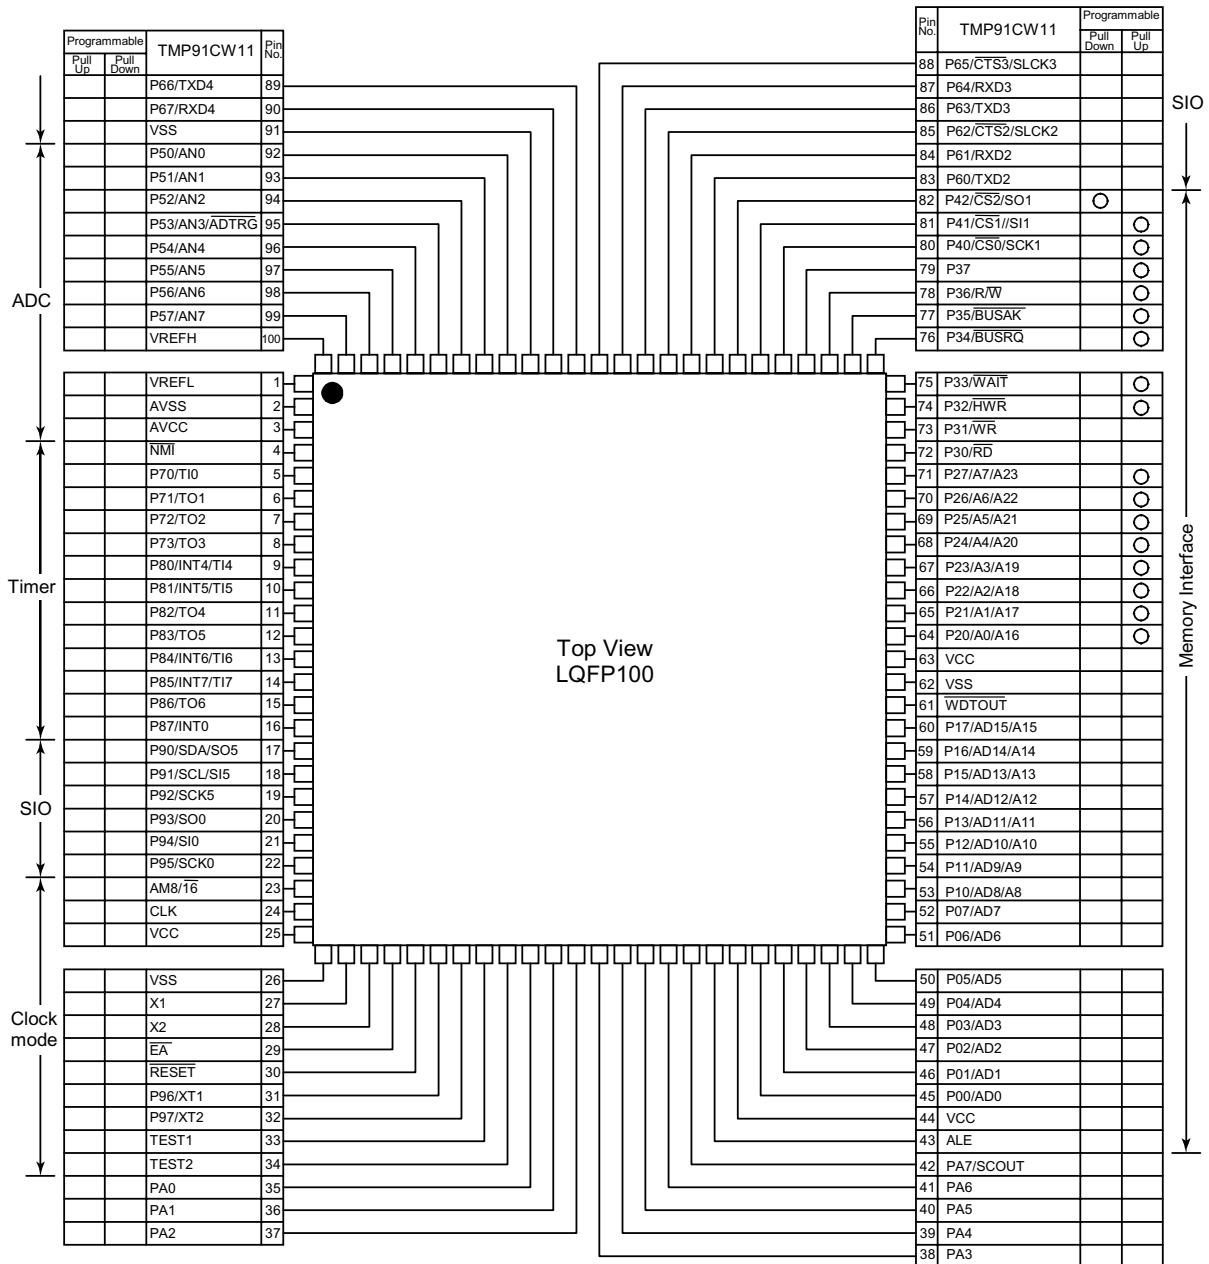 Programmable
Pull Up
Pull Down
TMP91CW11
Pin No.
P66/TXD4 89
P67/RXD4 90
VSS 91
P50/AN0 92
P51/AN1 93
P52/AN2 94
P53/AN3/ADTRG 95
P54/AN4 96
P55/AN5 97
P56/AN6 98
P57/AN7 99
VREFH 100
ADC
VREFL 1
AVSS 2
AVCC 3
NMI 4
P70/TI0 5
P71/TO1 6
P72/TO2 7
P73/TO3 8
P80/INT4/TI4 9
P81/INT5/TI5 10
P82/TO4 11
P83/TO5 12
P84/INT6/TI6 13
P85/INT7/TI7 14
P86/TO6 15
P87/INT0 16
Timer
P90/SDA/SO5 17
P91/SCL/SI5 18
P92/SCK5 19
P93/SO0 20
P94/SI0 21
P95/SCK0 22
SIO
AM8/16 23
CLK 24
VCC 25
VSS 26
X1 27
X2 28
EA 29
RESET 30
P96/XT1 31
P97/XT2 32
TEST1 33
TEST2 34
PA0 35
PA1 36
PA2 37
Clock mode
Top View
LQFP100
Pin No.
TMP91CW11
Programmable
Pull Down
Pull Up
88 P65/CTS3/SLCK3
87 P64/RXD3
86 P63/TXD3
85 P62/CTS2/SLCK2
84 P61/RXD2
83 P60/TXD2
SIO
82 P42/CS2/SO1
81 P41/CS1//SI1
80 P40/CS0/SCK1
79 P37
78 P36/R/W
77 P35/BUSAK
76 P34/BUSRQ
75 P33/WAIT
74 P32/HWR
73 P31/WR
72 P30/RD
71 P27/A7/A23
70 P26/A6/A22
69 P25/A5/A21
68 P24/A4/A20
67 P23/A3/A19
66 P22/A2/A18
65 P21/A1/A17
64 P20/A0/A16
63 VCC
62 VSS
61 WDTOUT
60 P17/AD15/A15
59 P16/AD14/A14
58 P15/AD13/A13
57 P14/AD12/A12
56 P13/AD11/A11
55 P12/AD10/A10
54 P11/AD9/A9
53 P10/AD8/A8
52 P07/AD7
51 P06/AD6
50 P05/AD5
49 P04/AD4
48 P03/AD3
47 P02/AD2
46 P01/AD1
45 P00/AD0
44 VCC
43 ALE
42 PA7/SCOUT
41 PA6
40 PA5
39 PA4
38 PA3
Memory Interface